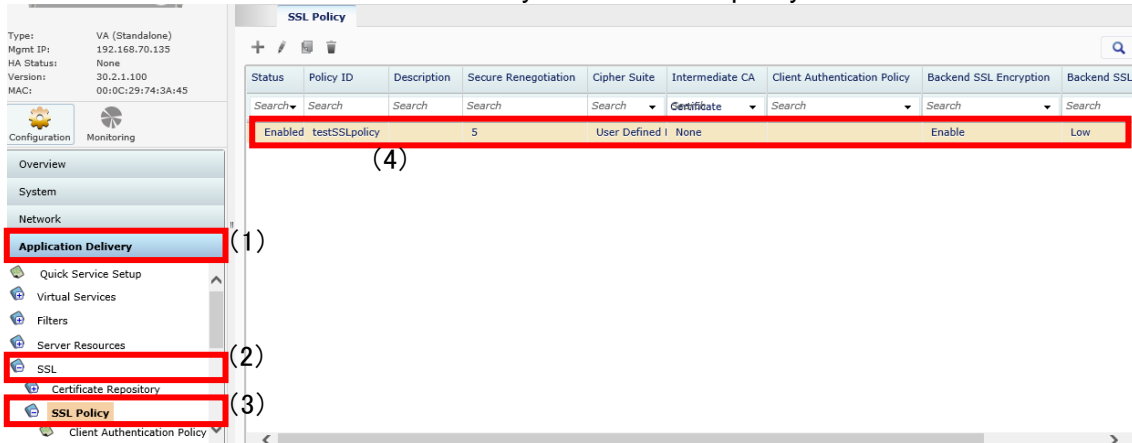 SSL Policy
Type: VA (Standalone)
Mgmt IP: 192.168.70.135
HA Status: None
Version: 30.2.1.100
MAC: 00:0C:29:74:3A:45
Configuration Monitoring
Status Policy ID Description Secure Renegotiation Cipher Suite Intermediate CA Client Authentication Policy Backend SSL Encryption Backend SSL
Search Search Search Search Search Certificate Search Search Search
Enabled testSSLpolicy 5 User Defined None Enable Low
(4)
Overview
System
Network
Application Delivery (1)
Quick Service Setup
Virtual Services
Filters
Server Resources
SSL (2)
Certificate Repository
SSL Policy (3)
Client Authentication Policy